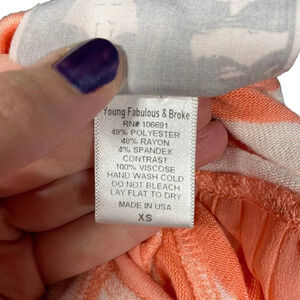 Young Fabulous & Broke
RN# 106691
48% POLYESTER
48% RAYON
4% SPANDEX
CONTRAST
100% VISCOSE
HAND WASH COLD
DO NOT BLEACH
LAY FLAT TO DRY
MADE IN USA
XS